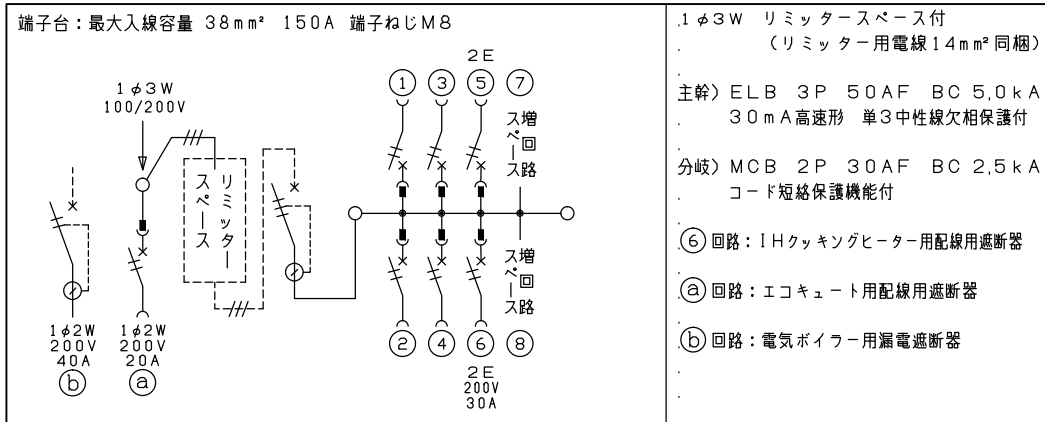 端子台：最大入線容量 38mm² 150A 端子ねじM8
1φ3W
100/200V
リミッター
スペース
2E
① ③ ⑤ ⑦
増回路
スペース
増回路
スペース
② ④ ⑥ ⑧
2E
200V
30A
1φ2W
200V
40A
ⓑ
1φ2W
200V
20A
ⓐ
1φ3W リミッタースペース付
（リミッター用電線14mm²同梱）
主幹）ELB 3P 50AF BC 5,0kA
30mA高速形 単3中性線欠相保護付
分岐）MCB 2P 30AF BC 2,5kA
コード短絡保護機能付
⑥回路：IHクッキングヒーター用配線用遮断器
ⓐ回路：エコキュート用配線用遮断器
ⓑ回路：電気ボイラー用漏電遮断器